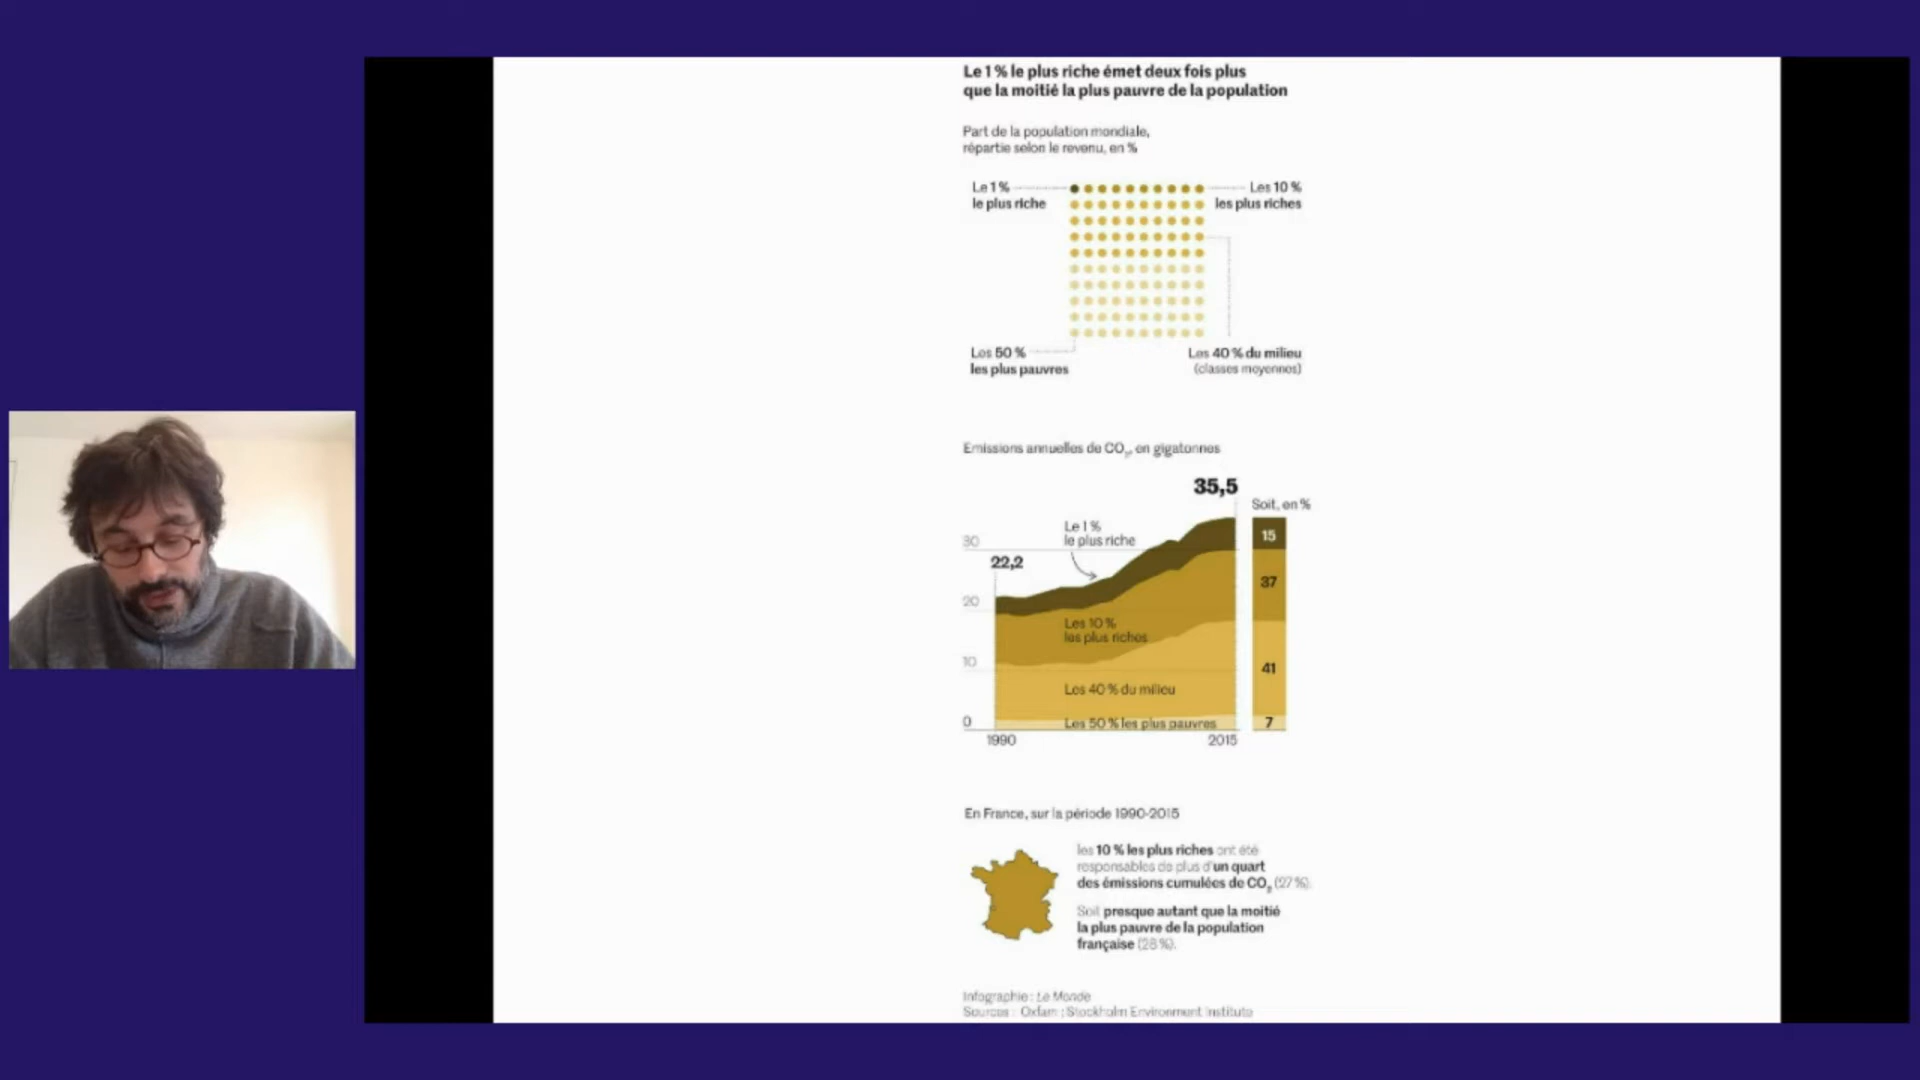 Le 1 % le plus riche émet deux fois plus
que la moitié la plus pauvre de la population
Part de la population mondiale,
répartie selon le revenu, en %
Le 1 %
le plus riche
Les 10 %
les plus riches
Les 50 %
les plus pauvres
Les 40 % du milieu
(classes moyennes)
Emissions annuelles de CO₂, en gigatonnes
35,5
Soit, en %
Le 1 %
le plus riche
30
22,2
20
10
0
Les 10 %
les plus riches
Les 40 % du milieu
Les 50 % les plus pauvres
15
37
41
7
1990
2015
En France, sur la période 1990-2015
les 10 % les plus riches ont été
responsables de plus d'un quart
des émissions cumulées de CO₂ (27 %).
Soit presque autant que la moitié
la plus pauvre de la population
française (28 %).
Infographie : Le Monde
Sources : Oxfam ; Stockholm Environment Institute